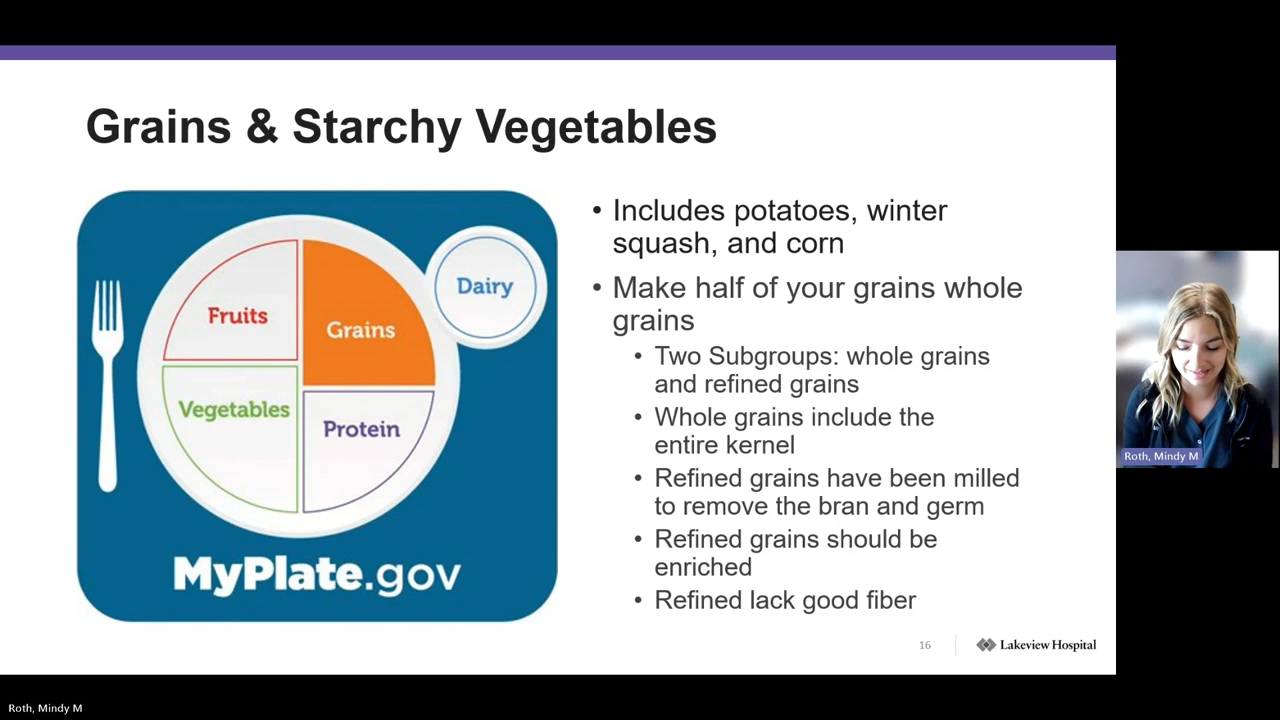 Grains & Starchy Vegetables
Fruits
Grains
Dairy
Vegetables
Protein
MyPlate.gov
• Includes potatoes, winter
squash, and corn
• Make half of your grains whole
grains
• Two Subgroups: whole grains
and refined grains
• Whole grains include the
entire kernel
• Refined grains have been milled
to remove the bran and germ
• Refined grains should be
enriched
• Refined lack good fiber
16
Lakeview Hospital
Roth, Mindy M
Roth, Mindy M